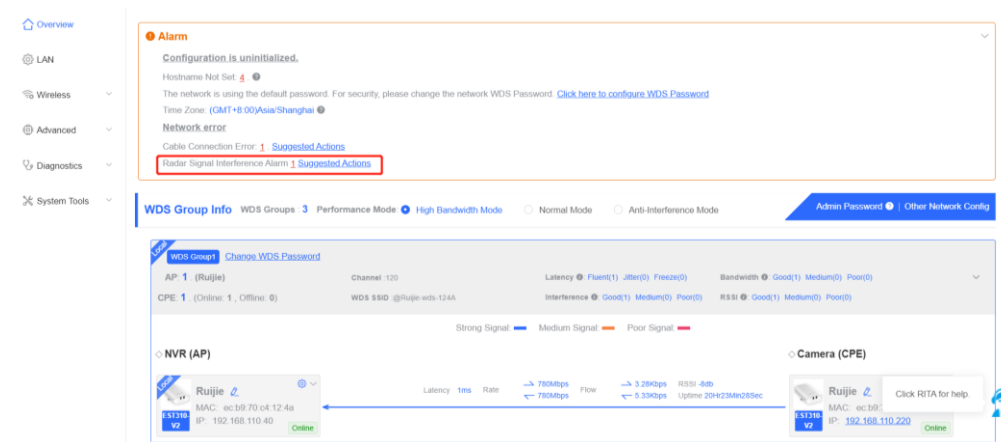 Overview
LAN
Wireless
Advanced
Diagnostics
System Tools
Alarm
Configuration is uninitialized.
Hostname Not Set: 4 .
The network is using the default password. For security, please change the network WDS Password. Click here to configure WDS Password
Time Zone: (GMT+8:00)Asia/Shanghai
Network error
Cable Connection Error: 1 . Suggested Actions
Radar Signal Interference Alarm 1 Suggested Actions
WDS Group Info WDS Groups : 3 Performance Mode High Bandwidth Mode Normal Mode Anti-Interference Mode Admin Password | Other Network Config
Local
WDS Group1 Change WDS Password
AP: 1 . (Ruijie) Channel :120 Latency : Fluent(1) Jitter(0) Freeze(0) Bandwidth : Good(1) Medium(0) Poor(0)
CPE: 1 . (Online: 1 , Offline: 0) WDS SSID :@Ruijie-wds-124A Interference : Good(1) Medium(0) Poor(0) RSSI : Good(1) Medium(0) Poor(0)
Strong Signal: Medium Signal: Poor Signal:
NVR (AP) Camera (CPE)
Local
Ruijie
MAC: ec:b9:70:c4:12:4a
IP: 192.168.110.40
EST310-V2
Online
Latency 1ms Rate 780Mbps 780Mbps Flow 3.28Kbps 5.33Kbps RSSI -8db Uptime 20Hr23Min28Sec
Ruijie
MAC: ec:b9:
IP: 192.168.110.220
EST310-V2
Online
Click RITA for help.